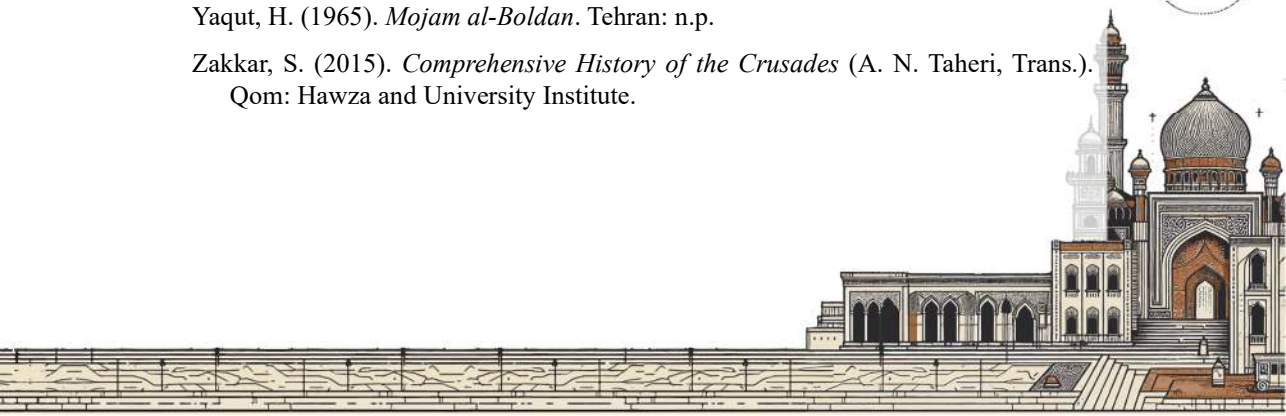 Yaqut, H. (1965). Mojam al-Boldan. Tehran: n.p.
Zakkar, S. (2015). Comprehensive History of the Crusades (A. N. Taheri, Trans.).
Qom: Hawza and University Institute.